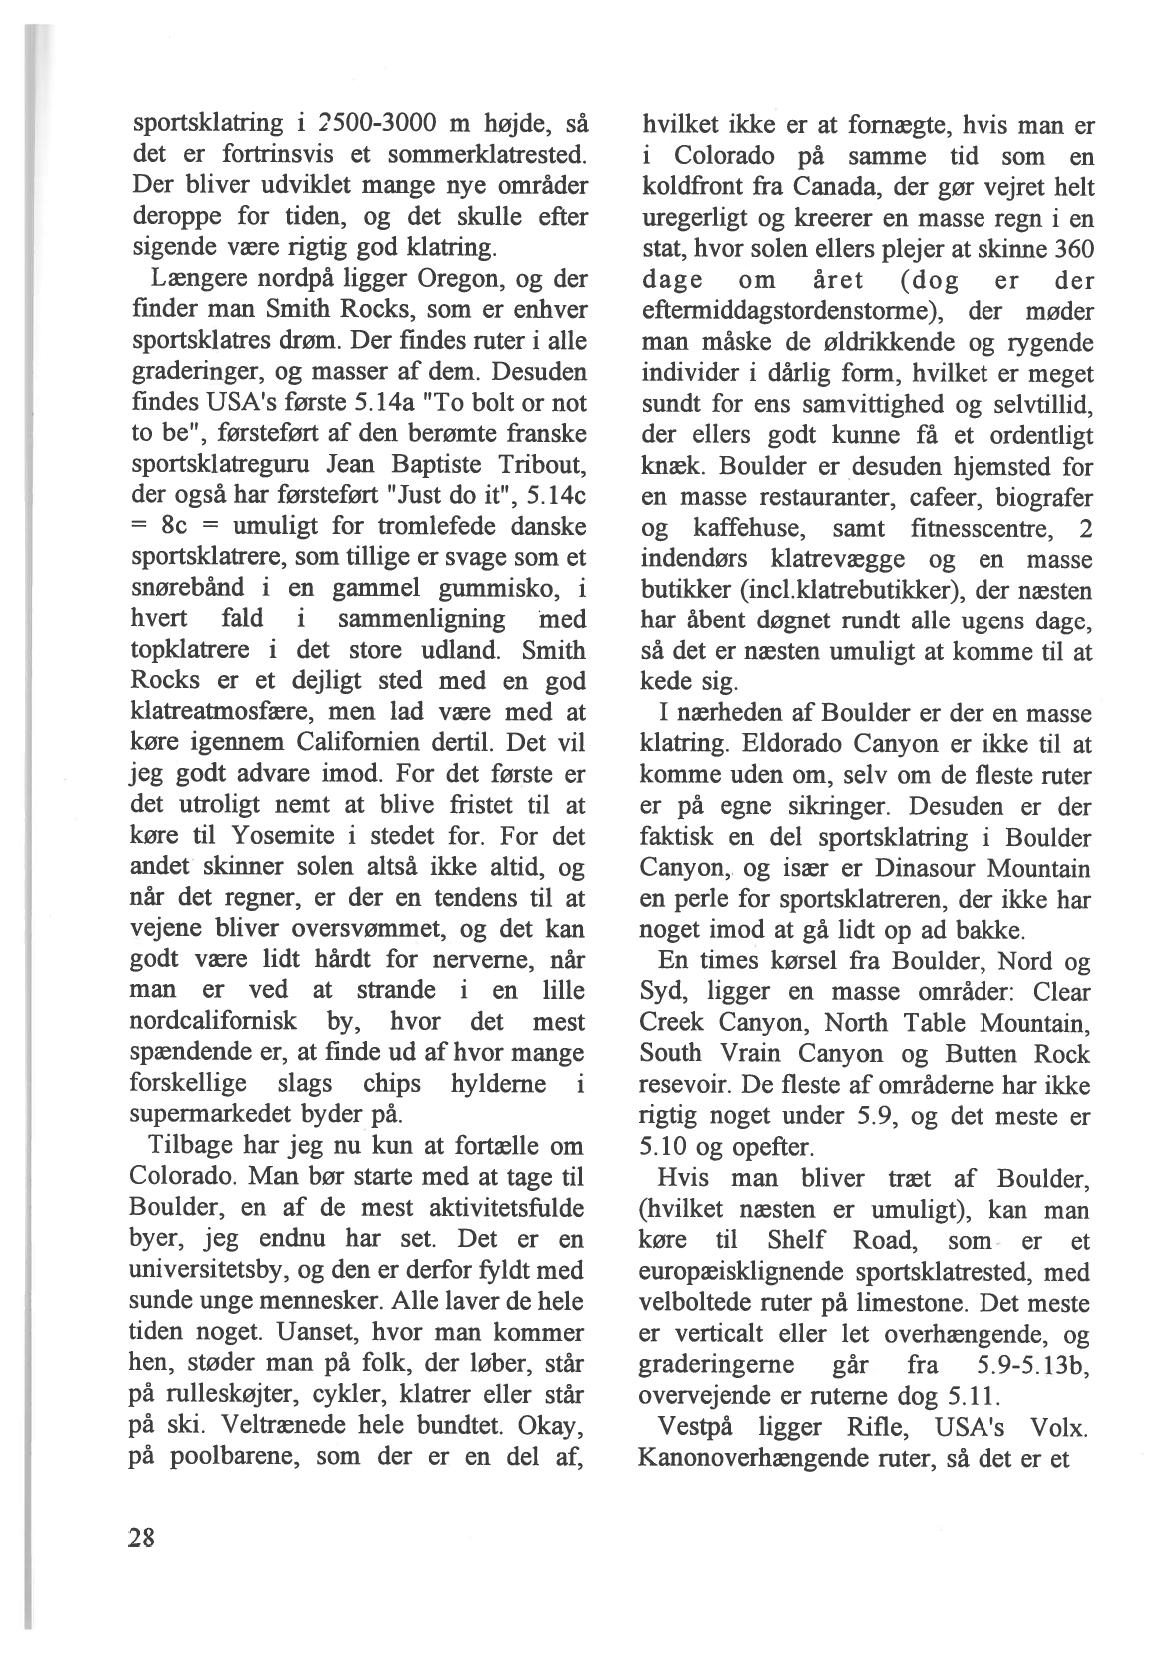 sportsklatring i 2500-3000 m højde, så
det er fortrinsvis et sommerklatrested.
Der bliver udviklet mange nye områder
deroppe for tiden, og det skulle efter
sigende være rigtig god klatring.
Længere nordpå ligger Oregon, og der
finder man Smith Rocks, som er enhver
sportsklatres drøm. Der findes ruter i alle
graderinger, og masser af dem. Desuden
findes USA's første 5.14a "To bolt or not
to be", førsteført af den berømte franske
sportsklatreguru Jean Baptiste Tribout,
der også har førsteført "Just do it", 5.14c
= 8c = umuligt for tromlefede danske
sportsklatrere, som tillige er svage som et
snørebånd i en gammel gummisko, i
hvert fald i sammenligning med
topklatrere i det store udland. Smith
Rocks er et dejligt sted med en god
klatreatmosfære, men lad være med at
køre igennem Californien dertil. Det vil
jeg godt advare imod. For det første er
det utroligt nemt at blive fristet til at
køre til Yosemite i stedet for. For det
andet skinner solen altså ikke altid, og
når det regner, er der en tendens til at
vejene bliver oversvømmet, og det kan
godt være lidt hårdt for nerverne, når
man er ved at strande i en lille
nordcalifornisk by, hvor det mest
spændende er, at finde ud af hvor mange
forskellige slags chips hylderne i
supermarkedet byder på.
Tilbage har jeg nu kun at fortælle om
Colorado. Man bør starte med at tage til
Boulder, en af de mest aktivitetsfulde
byer, jeg endnu har set. Det er en
universitetsby, og den er derfor fyldt med
sunde unge mennesker. Alle laver de hele
tiden noget. Uanset, hvor man kommer
hen, støder man på folk, der løber, står
på rulleskøjter, cykler, klatrer eller står
på ski. Veltrænede hele bundtet. Okay,
på poolbarene, som der er en del af,
hvilket ikke er at fornægte, hvis man er
i Colorado på samme tid som en
koldfront fra Canada, der gør vejret helt
uregerligt og kreerer en masse regn i en
stat, hvor solen ellers plejer at skinne 360
dage om året (dog er der
eftermiddagstordenstorme), der møder
man måske de øldrikkende og rygende
individer i dårlig form, hvilket er meget
sundt for ens samvittighed og selvtillid,
der ellers godt kunne få et ordentligt
knæk. Boulder er desuden hjemsted for
en masse restauranter, cafeer, biografer
og kaffehuse, samt fitnesscentre, 2
indendørs klatrevægge og en masse
butikker (incl.klatrebutikker), der næsten
har åbent døgnet rundt alle ugens dage,
så det er næsten umuligt at komme til at
kede sig.
I nærheden af Boulder er der en masse
klatring. Eldorado Canyon er ikke til at
komme uden om, selv om de fleste ruter
er på egne sikringer. Desuden er der
faktisk en del sportsklatring i Boulder
Canyon, og især er Dinasour Mountain
en perle for sportsklatreren, der ikke har
noget imod at gå lidt op ad bakke.
En times kørsel fra Boulder, Nord og
Syd, ligger en masse områder: Clear
Creek Canyon, North Table Mountain,
South Vrain Canyon og Butten Rock
resevoir. De fleste af områderne har ikke
rigtig noget under 5.9, og det meste er
5.10 og opefter.
Hvis man bliver træt af Boulder,
(hvilket næsten er umuligt), kan man
køre til Shelf Road, som er et
europæisklignende sportsklatrested, med
velboltede ruter på limestone. Det meste
er verticalt eller let overhængende, og
graderingerne går fra 5.9-5.13b,
overvejende er ruterne dog 5.11.
Vestpå ligger Rifle, USA's Volx.
Kanonoverhængende ruter, så det er et
28